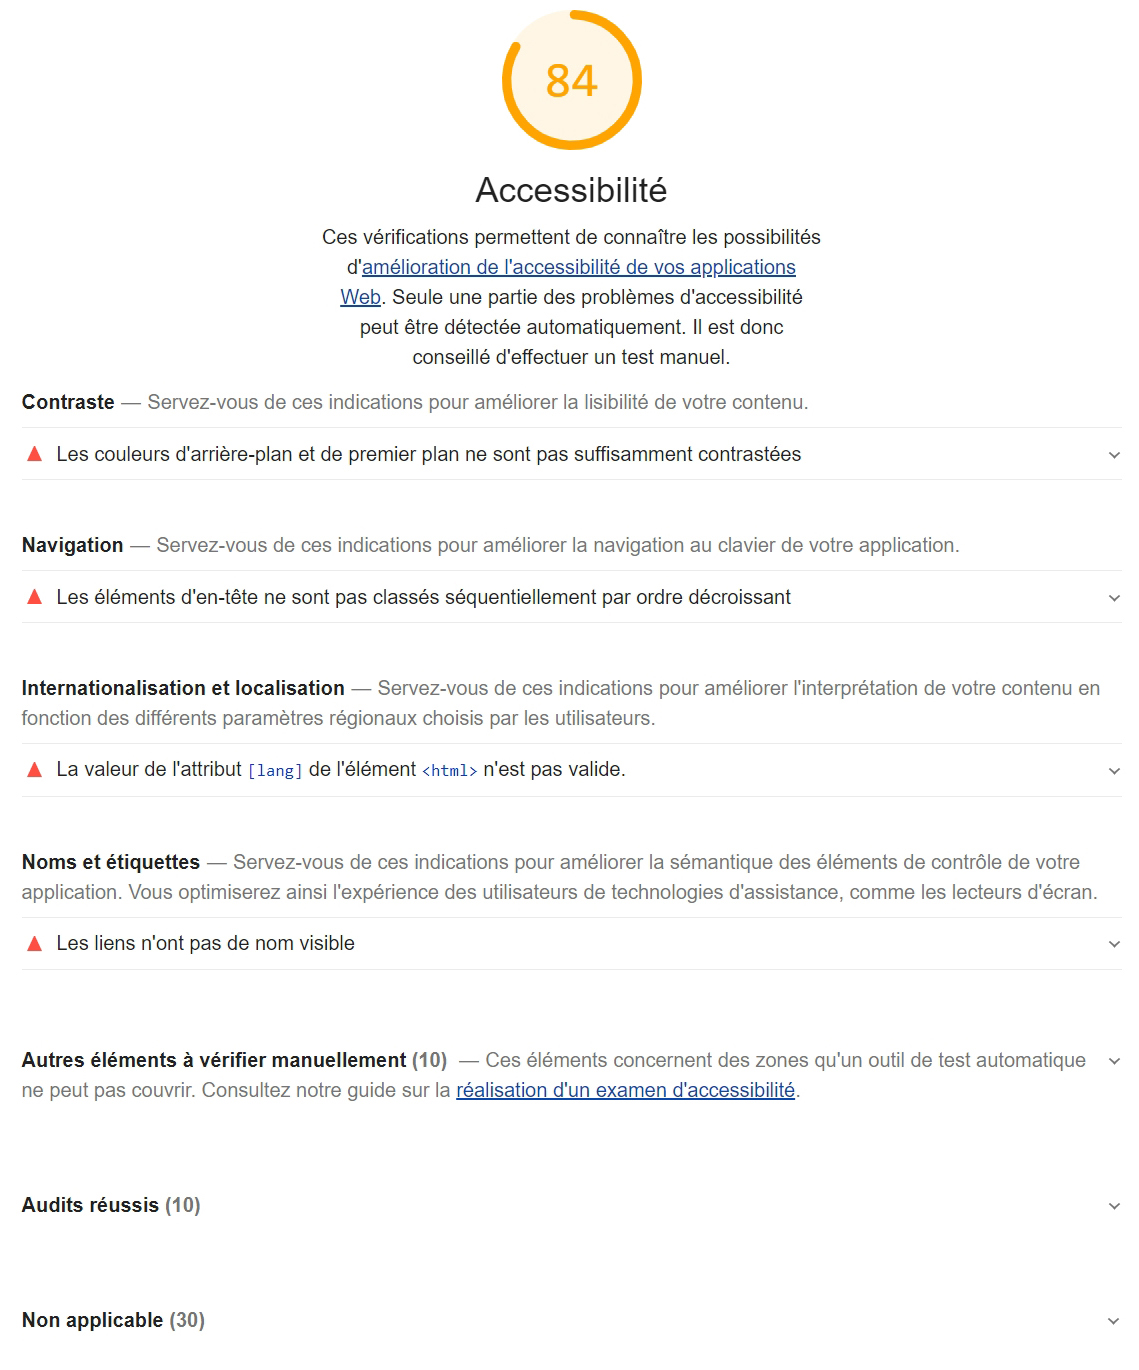 84
Accessibilité
Ces vérifications permettent de connaître les possibilités
d'amélioration de l'accessibilité de vos applications
Web. Seule une partie des problèmes d'accessibilité
peut être détectée automatiquement. Il est donc
conseillé d'effectuer un test manuel.
Contraste — Servez-vous de ces indications pour améliorer la lisibilité de votre contenu.
Les couleurs d'arrière-plan et de premier plan ne sont pas suffisamment contrastées
Navigation — Servez-vous de ces indications pour améliorer la navigation au clavier de votre application.
Les éléments d'en-tête ne sont pas classés séquentiellement par ordre décroissant
Internationalisation et localisation — Servez-vous de ces indications pour améliorer l'interprétation de votre contenu en
fonction des différents paramètres régionaux choisis par les utilisateurs.
La valeur de l'attribut [lang] de l'élément <html> n'est pas valide.
Noms et étiquettes — Servez-vous de ces indications pour améliorer la sémantique des éléments de contrôle de votre
application. Vous optimiserez ainsi l'expérience des utilisateurs de technologies d'assistance, comme les lecteurs d'écran.
Les liens n'ont pas de nom visible
Autres éléments à vérifier manuellement (10) — Ces éléments concernent des zones qu'un outil de test automatique
ne peut pas couvrir. Consultez notre guide sur la réalisation d'un examen d'accessibilité.
Audits réussis (10)
Non applicable (30)